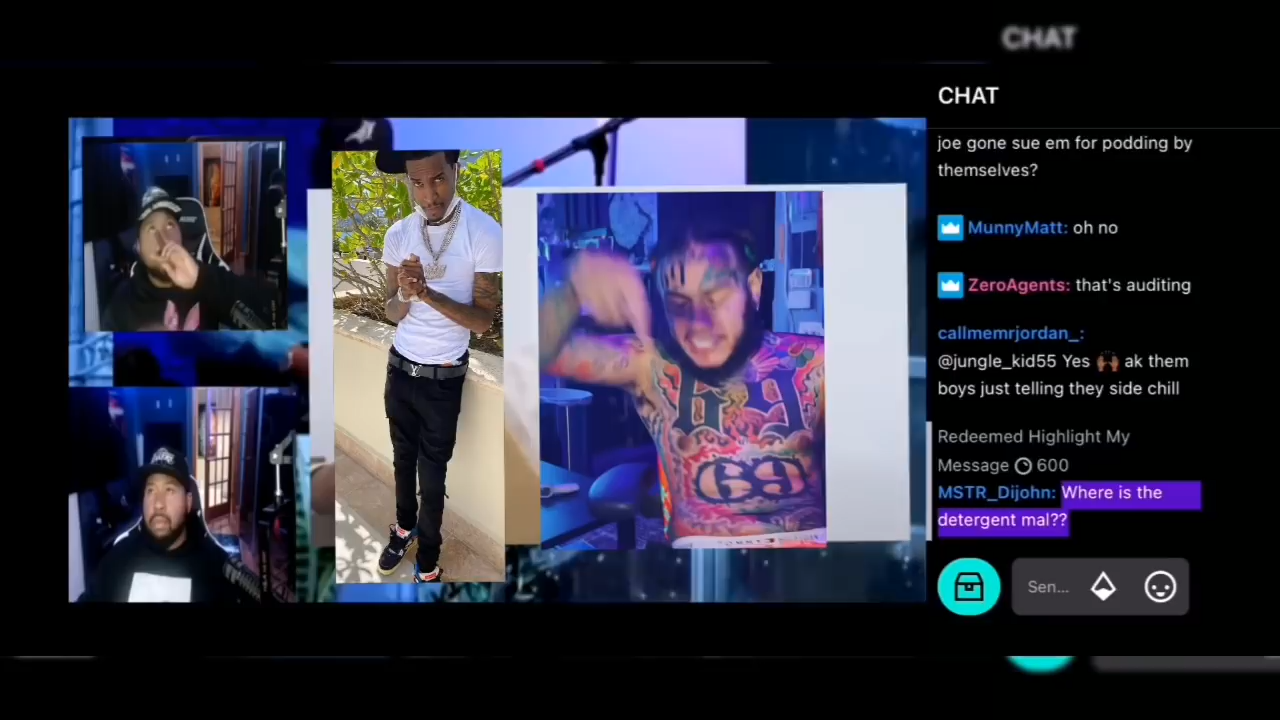 CHAT
CHAT
joe gone sue em for podding by
themselves?
MunnyMatt: oh no
ZeroAgents: that's auditing
callmemrjordan_:
@jungle_kid55 Yes 🙌🏾 ak them
boys just telling they side chill
Redeemed Highlight My
Message 600
MSTR_Dijohn: Where is the
detergent mal??
Sen...
69
69
LV